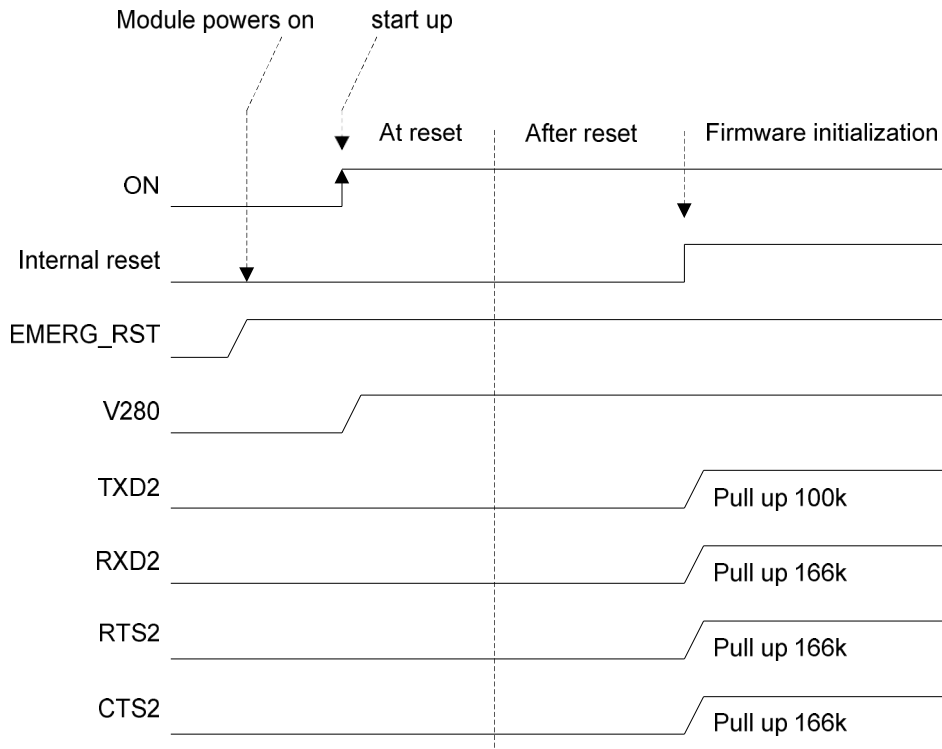 Module powers on
start up
At reset
After reset
Firmware initialization
ON
Internal reset
EMERG_RST
V280
TXD2
Pull up 100k
RXD2
Pull up 166k
RTS2
Pull up 166k
CTS2
Pull up 166k